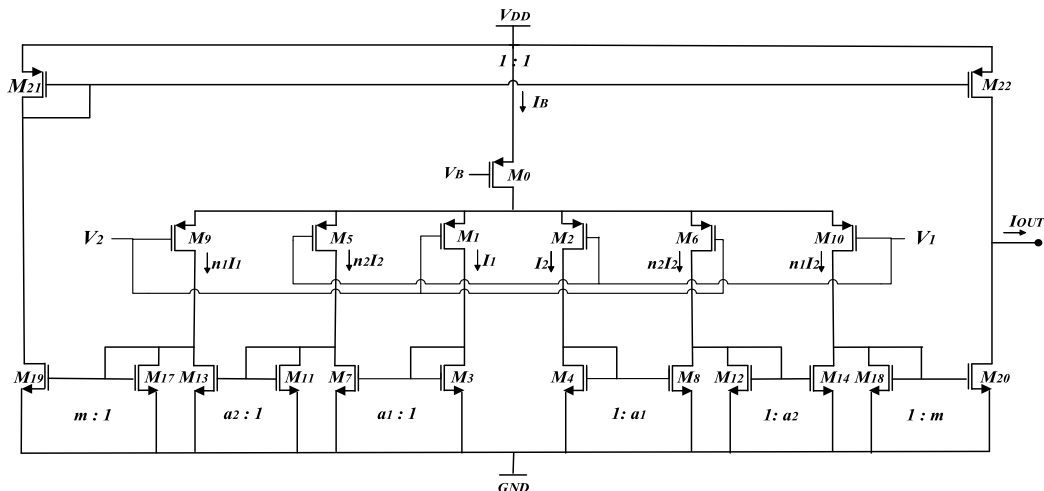 VDD
1 : 1
M21
M22
IB
VB
M0
V2
M9
M5
M1
M2
M6
M10
V1
IOUT
n1I1
n2I2
I1
I2
n2I2
n1I2
M19
M17
M13
M11
M7
M3
M4
M8
M12
M14
M18
M20
m : 1
a2 : 1
a1 : 1
1: a1
1: a2
1 : m
GND